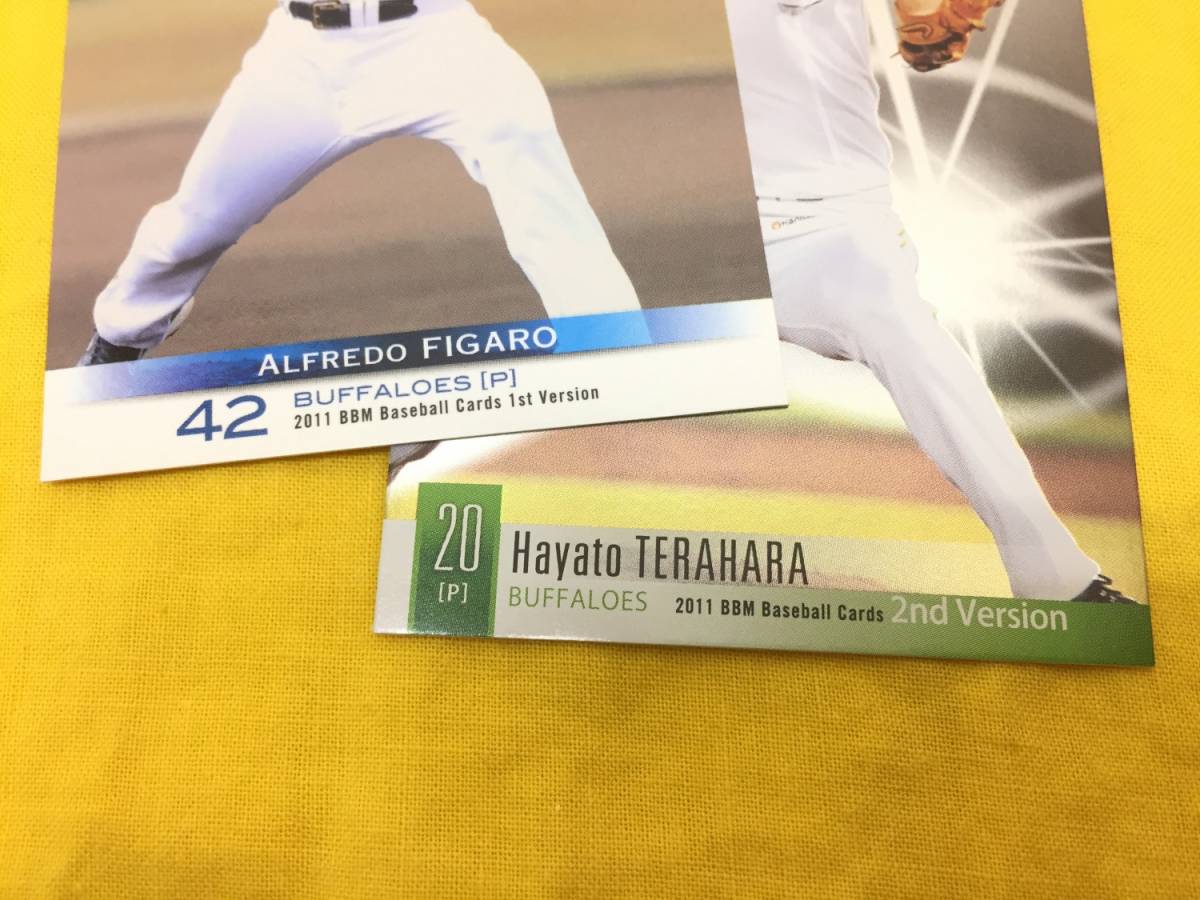 ALFREDO FIGARO
42
BUFFALOES [P]
2011 BBM Baseball Cards 1st Version
20
[P]
Hayato TERAHARA
BUFFALOES
2011 BBM Baseball Cards 2nd Version